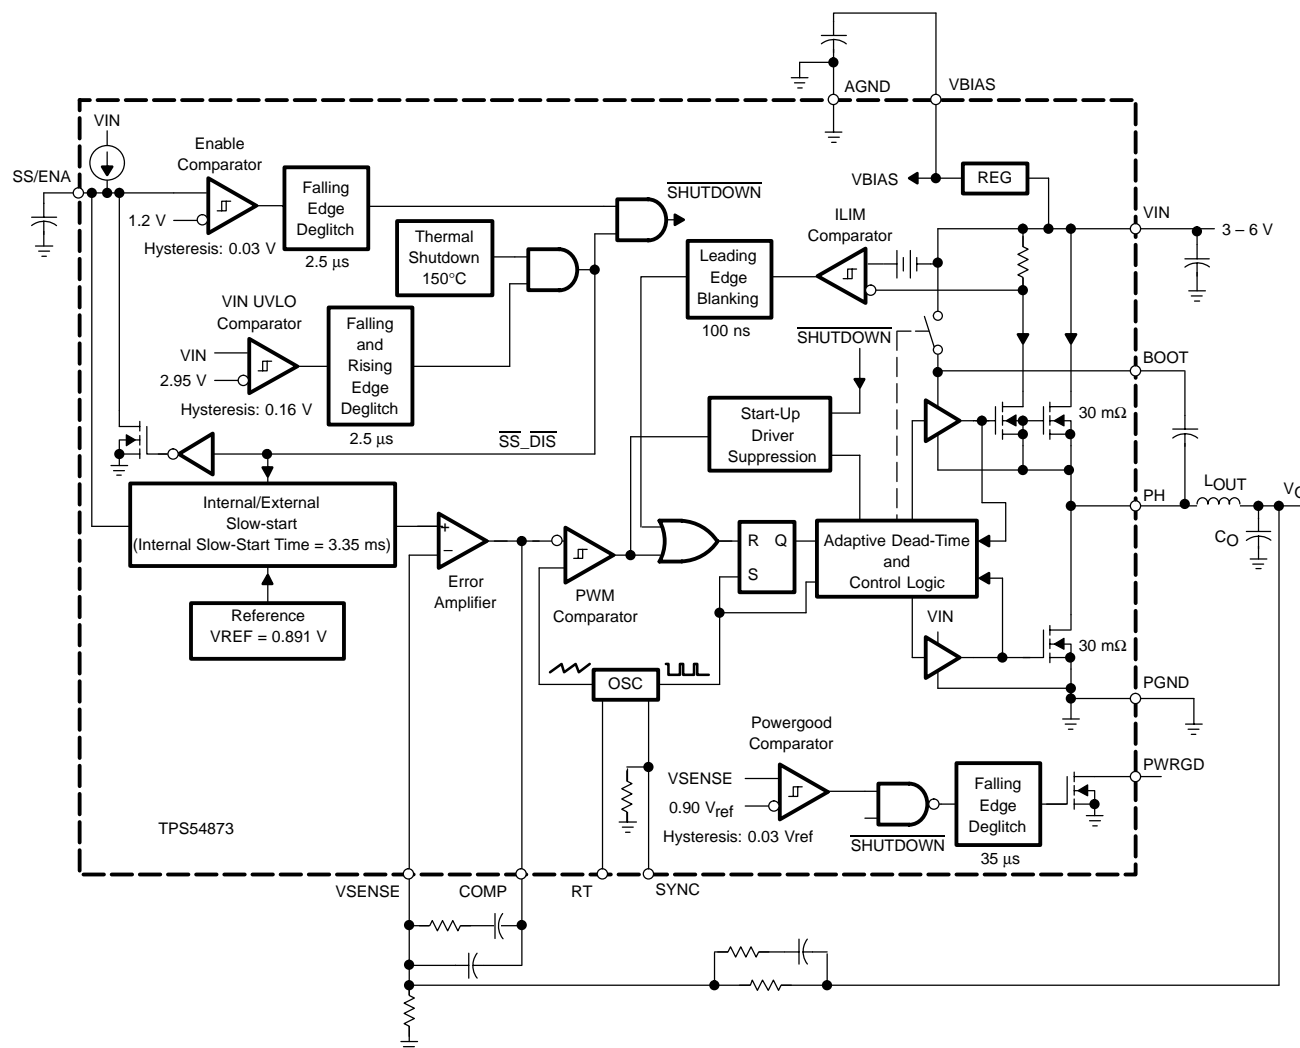 AGND
VBIAS
VIN
SS/ENA
Enable
Comparator
1.2 V
Hysteresis: 0.03 V
Falling
Edge
Deglitch
2.5 μs
SHUTDOWN
Thermal
Shutdown
150°C
VIN UVLO
Comparator
VIN
2.95 V
Hysteresis: 0.16 V
Falling
and
Rising
Edge
Deglitch
2.5 μs
SS_DIS
VBIAS
REG
ILIM
Comparator
Leading
Edge
Blanking
100 ns
SHUTDOWN
VIN
3 – 6 V
BOOT
30 mΩ
Start-Up
Driver
Suppression
Internal/External
Slow-start
(Internal Slow-Start Time = 3.35 ms)
Reference
VREF = 0.891 V
+
−
Error
Amplifier
PWM
Comparator
R Q
S
Adaptive Dead-Time
and
Control Logic
PH
LOUT
CO
VIN
30 mΩ
OSC
PGND
Powergood
Comparator
VSENSE
0.90 Vref
Hysteresis: 0.03 Vref
SHUTDOWN
Falling
Edge
Deglitch
35 μs
PWRGD
TPS54873
VSENSE
COMP
RT
SYNC